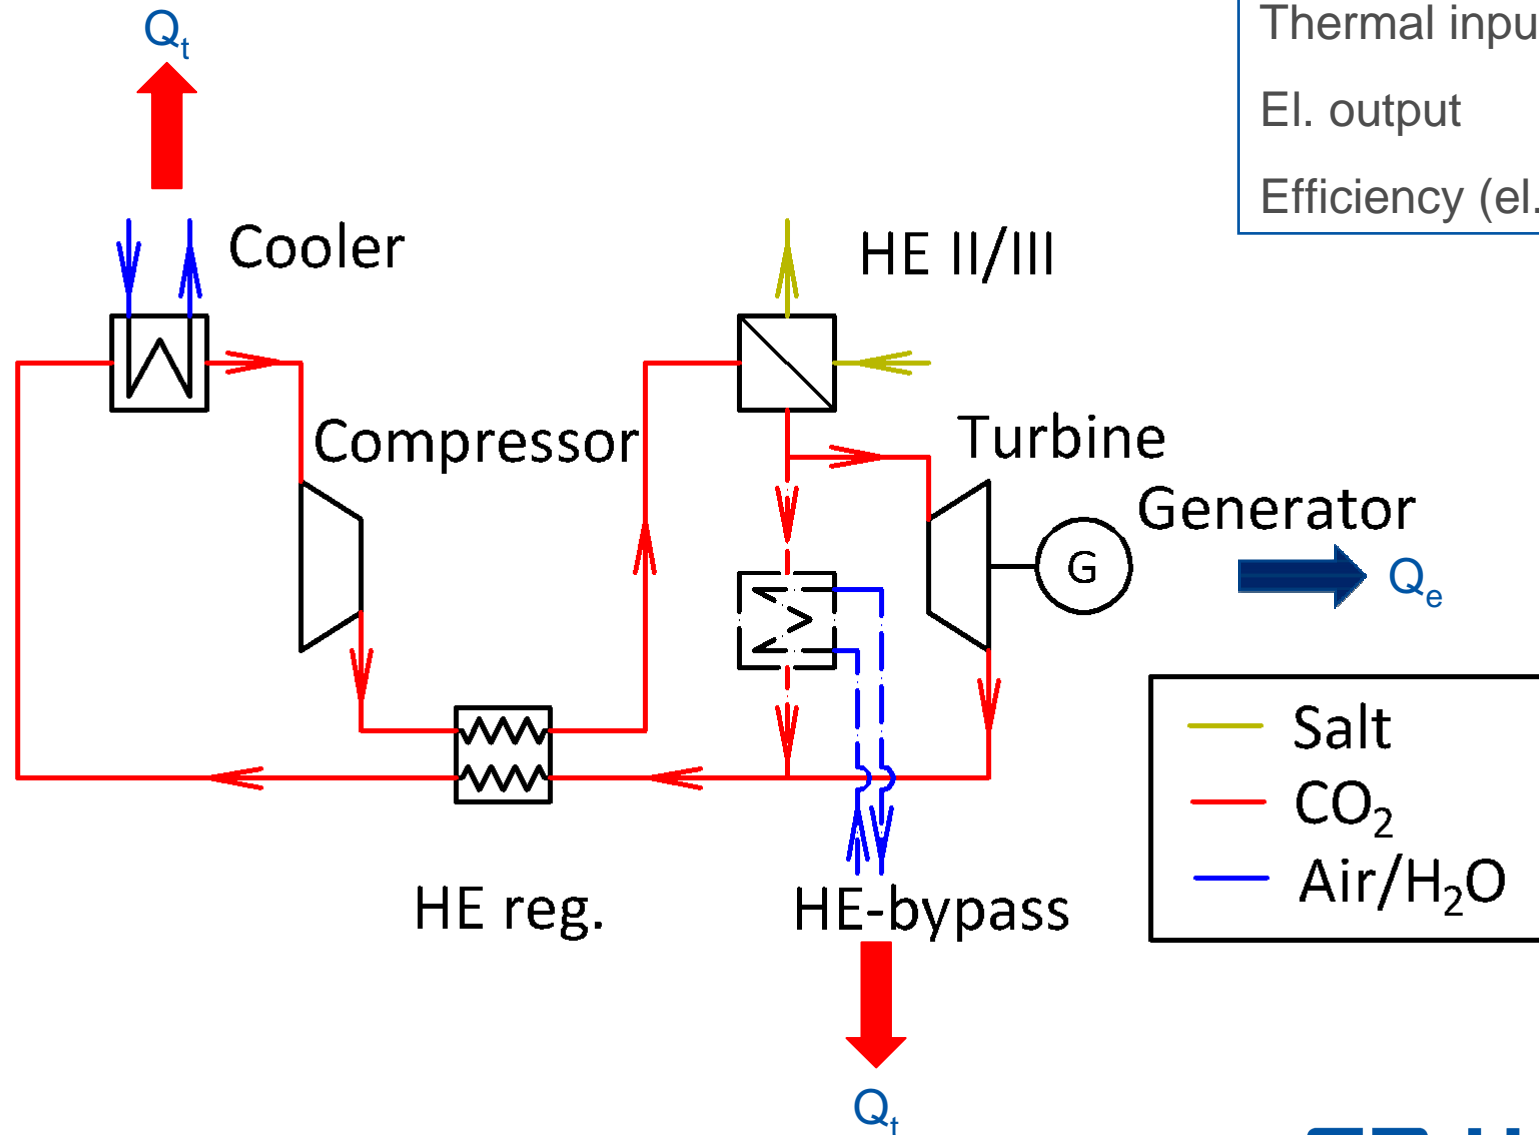 Qt
Thermal inpu
El. output
Efficiency (el.
Cooler
HE II/III
Compressor
Turbine
Generator
G
Qe
Salt
CO2
Air/H2O
HE reg.
HE-bypass
Qt